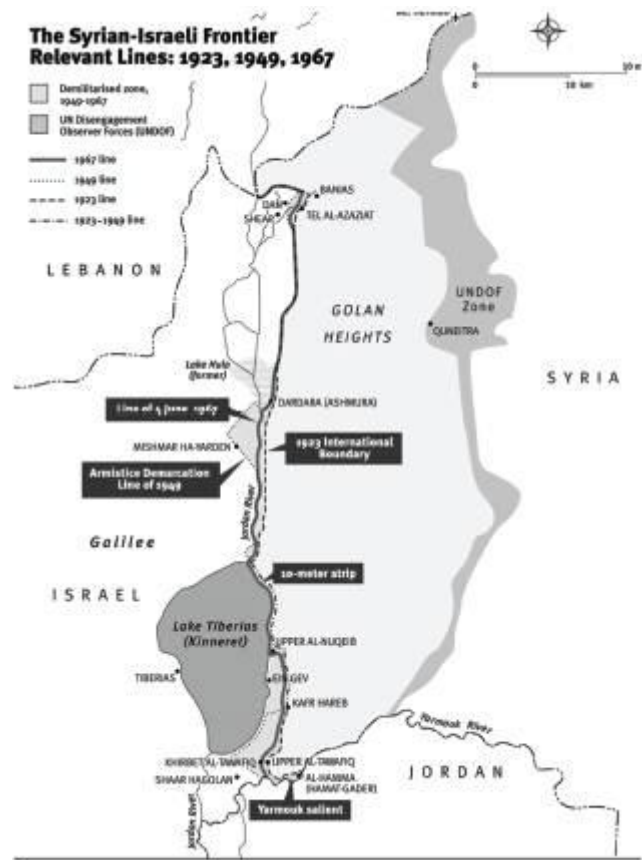 The Syrian-Israeli Frontier
Relevant Lines: 1923, 1949, 1967
Demilitarised zone,
1949-1967
UN Disengagement
Observer Forces (UNDOF)
1967 line
1949 line
1923 line
1923-1949 line
10 km
BANIAS
DAN
SHEAR
TEL AL-AZAZIAT
LEBANON
GOLAN
HEIGHTS
UNDOF
Zone
QUNEITRA
SYRIA
Lake Hula
(former)
DARDARA (ASHMURA)
Line of 4 June 1967
MISHMAR HA-YARDEN
1923 International
Boundary
Armistice Demarcation
Line of 1949
Jordan River
Galilee
ISRAEL
10-meter strip
Lake Tiberias
(Kinneret)
UPPER AL-NUQEIB
TIBERIAS
EIN GEV
KAFR HAREB
Yarmouk River
KHIRBET AL-TAWAFIQ
UPPER AL-TAWAFIQ
SHAAR HAGOLAN
AL-HAMMA
(HAMAT-GADER)
JORDAN
Yarmouk salient
Jordan River